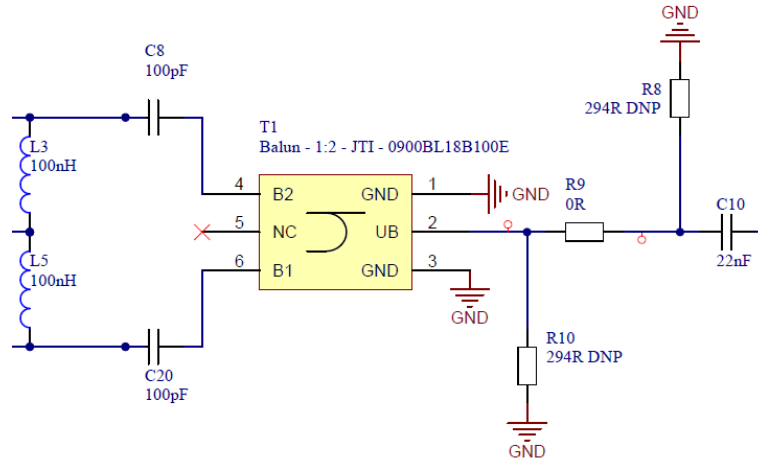 GND
C8
100pF
R8
294R DNP
T1
Balun - 1:2 - JTI - 0900BL18B100E
L3
100nH
4
B2
GND
1
GND
R9
0R
C10
5
NC
UB
2
22nF
L5
100nH
6
B1
GND
3
GND
R10
294R DNP
C20
100pF
GND